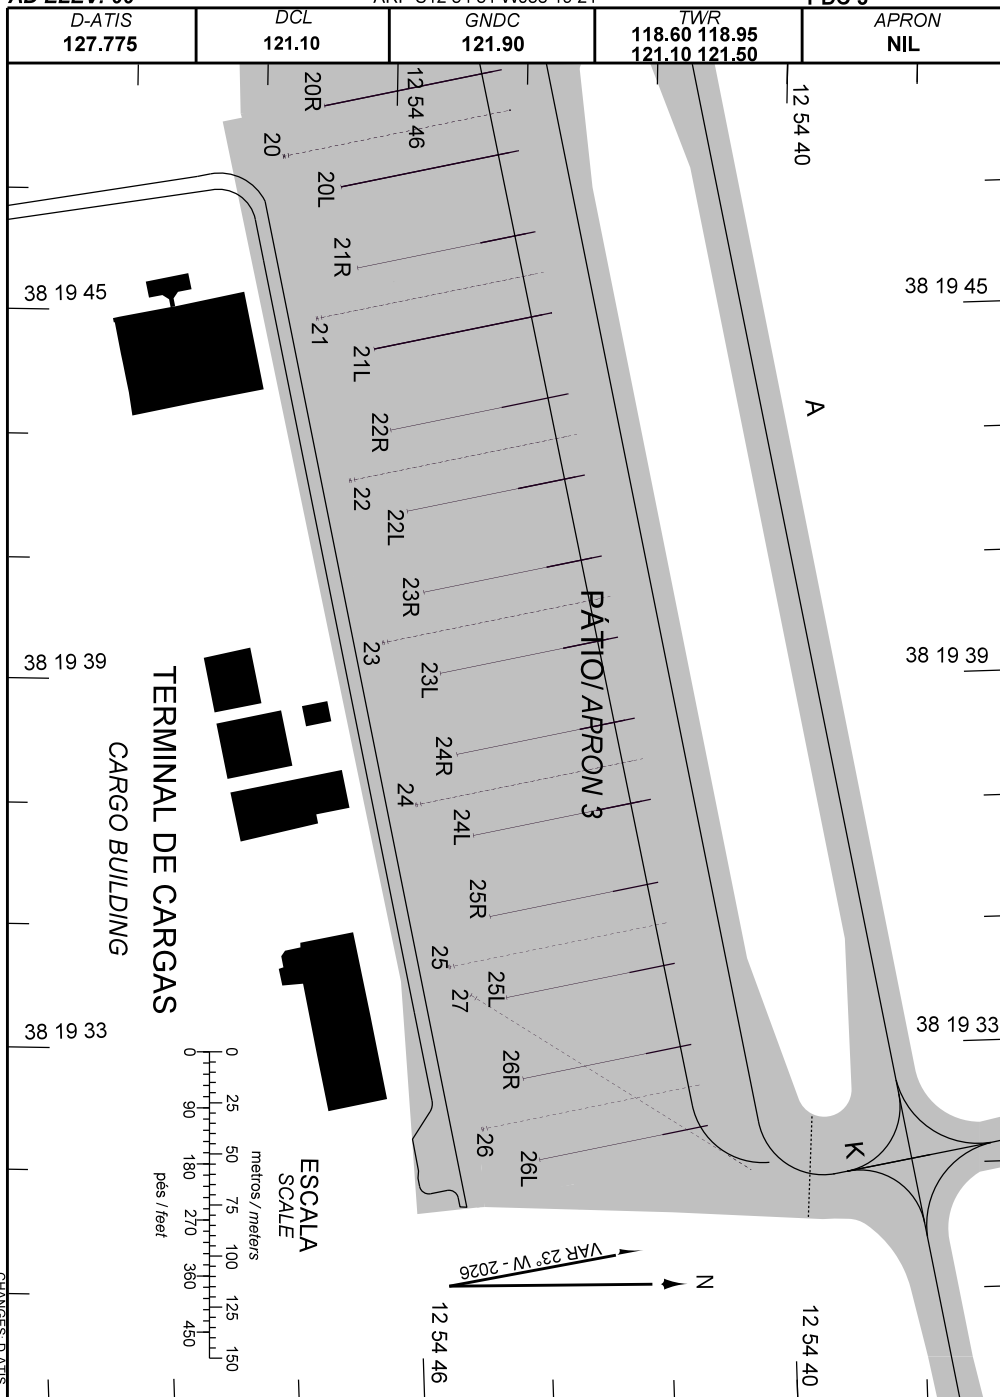 D-ATIS
127.775
DCL
121.10
GNDC
121.90
TWR
118.60 118.95
121.10 121.50
APRON
NIL
12 54 46
12 54 40
20R
20
20L
21R
38 19 45
38 19 45
21
21L
A
22R
22
22L
23R
PÁTIO/ APRON 3
23
23L
38 19 39
38 19 39
24R
24
24L
TERMINAL DE CARGAS
CARGO BUILDING
25R
25
27
25L
38 19 33
38 19 33
26R
26
26L
K
ESCALA
SCALE
metros / meters
0 25 50 75 100 125 150
0 90 180 270 360 450
pés / feet
VAR 23° W - 2026
N
12 54 46
12 54 40